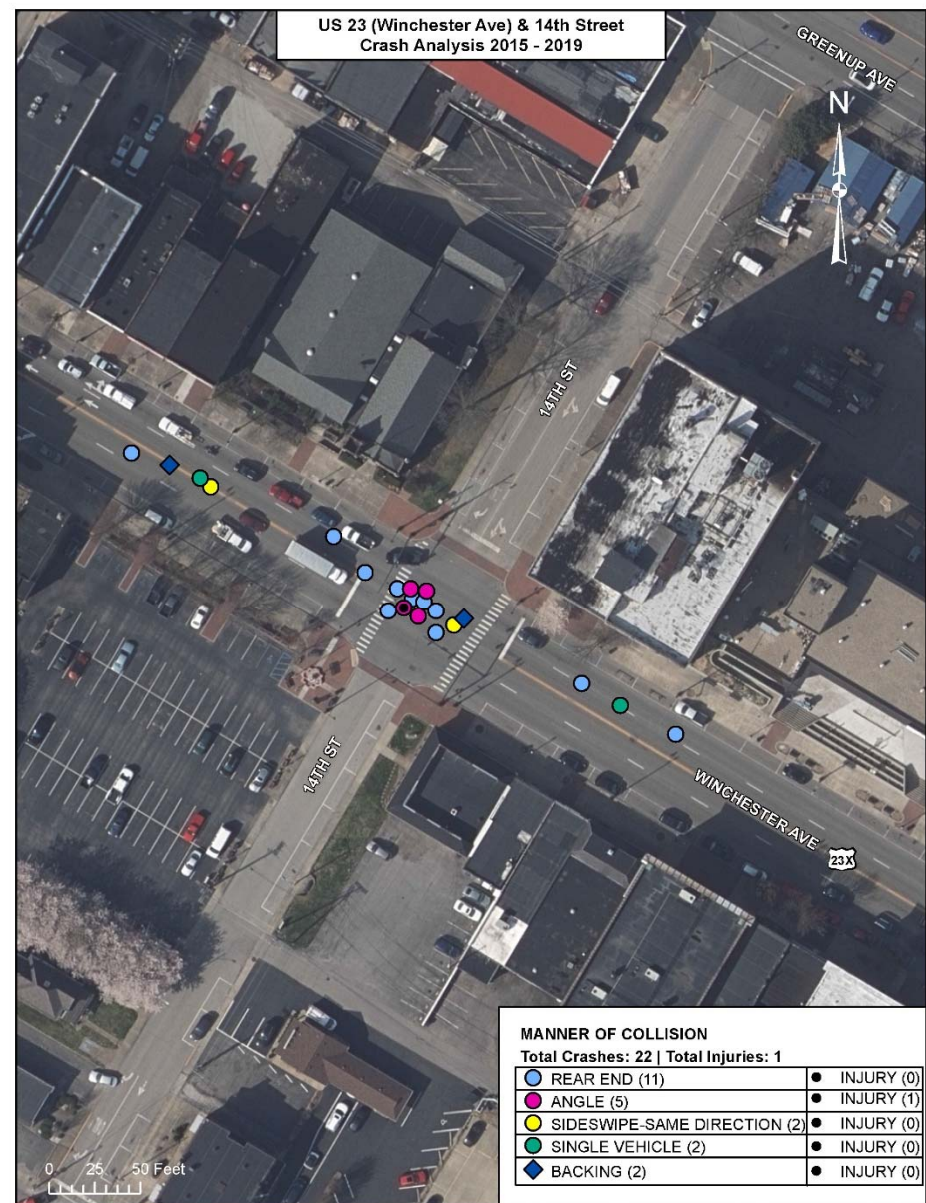 US 23 (Winchester Ave) & 14th Street
Crash Analysis 2015 - 2019
GREENUP AVE
N
14TH ST
14TH ST
WINCHESTER AVE
23X
MANNER OF COLLISION
Total Crashes: 22 | Total Injuries: 1
REAR END (11) INJURY (0)
ANGLE (5) INJURY (1)
SIDESWIPE-SAME DIRECTION (2) INJURY (0)
SINGLE VEHICLE (2) INJURY (0)
BACKING (2) INJURY (0)
0 25 50 Feet